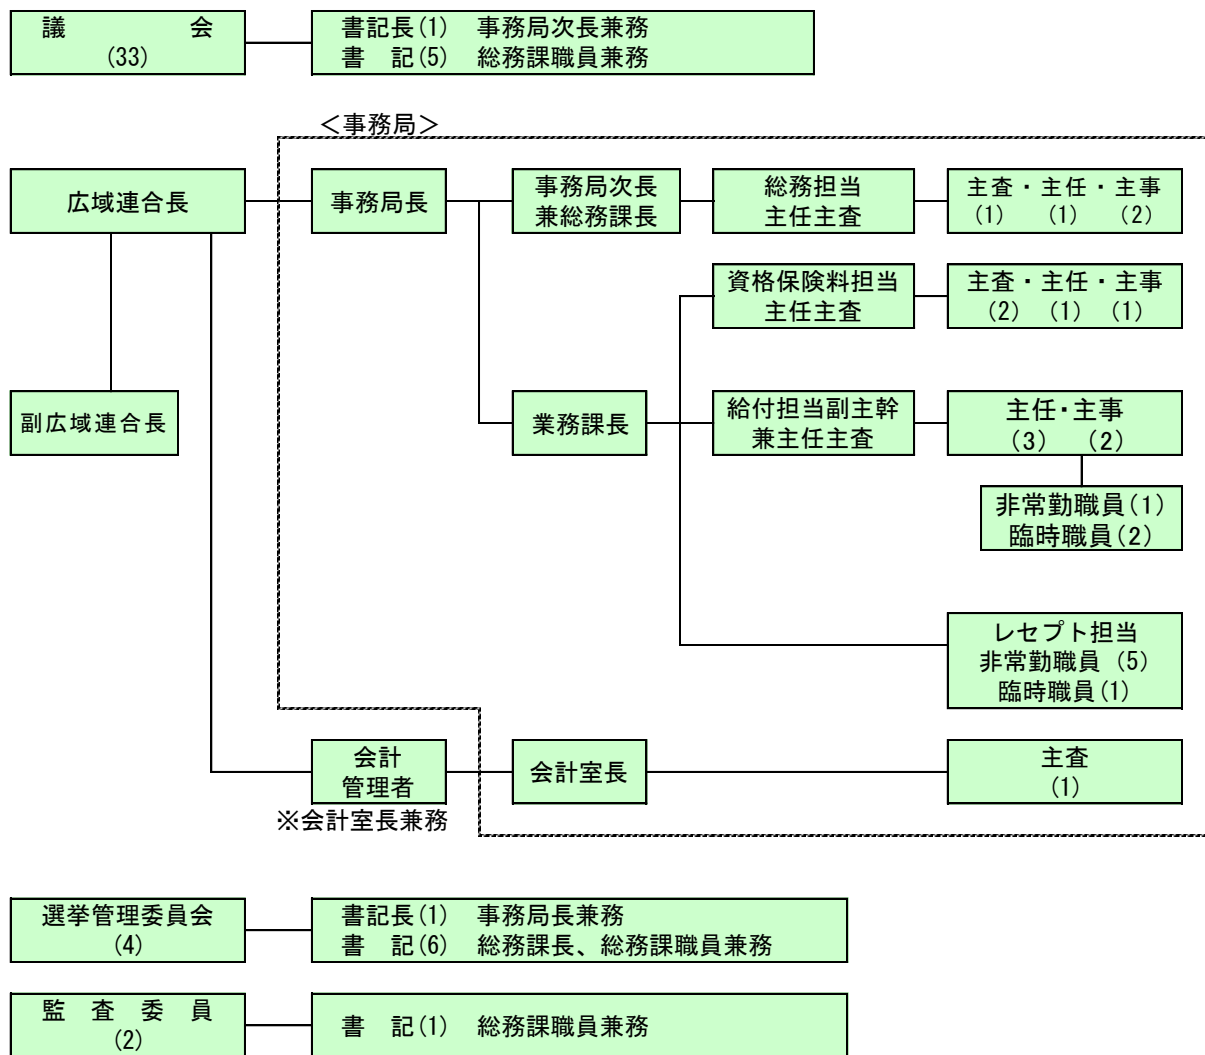 議　　　　会
(33)
書記長(1)　事務局次長兼務
書　記(5)　総務課職員兼務
＜事務局＞
広域連合長
事務局長
事務局次長
兼総務課長
総務担当
主任主査
主査・主任・主事
(1)　(1)　(2)
資格保険料担当
主任主査
主査・主任・主事
(2)　(1)　(1)
副広域連合長
業務課長
給付担当副主幹
兼主任主査
主任・主事
(3)　(2)
非常勤職員(1)
臨時職員(2)
レセプト担当
非常勤職員 (5)
臨時職員(1)
会計
管理者
※会計室長兼務
会計室長
主査
(1)
選挙管理委員会
(4)
書記長(1)　事務局長兼務
書　記(6)　総務課長、総務課職員兼務
監　査　委　員
(2)
書　記(1)　総務課職員兼務